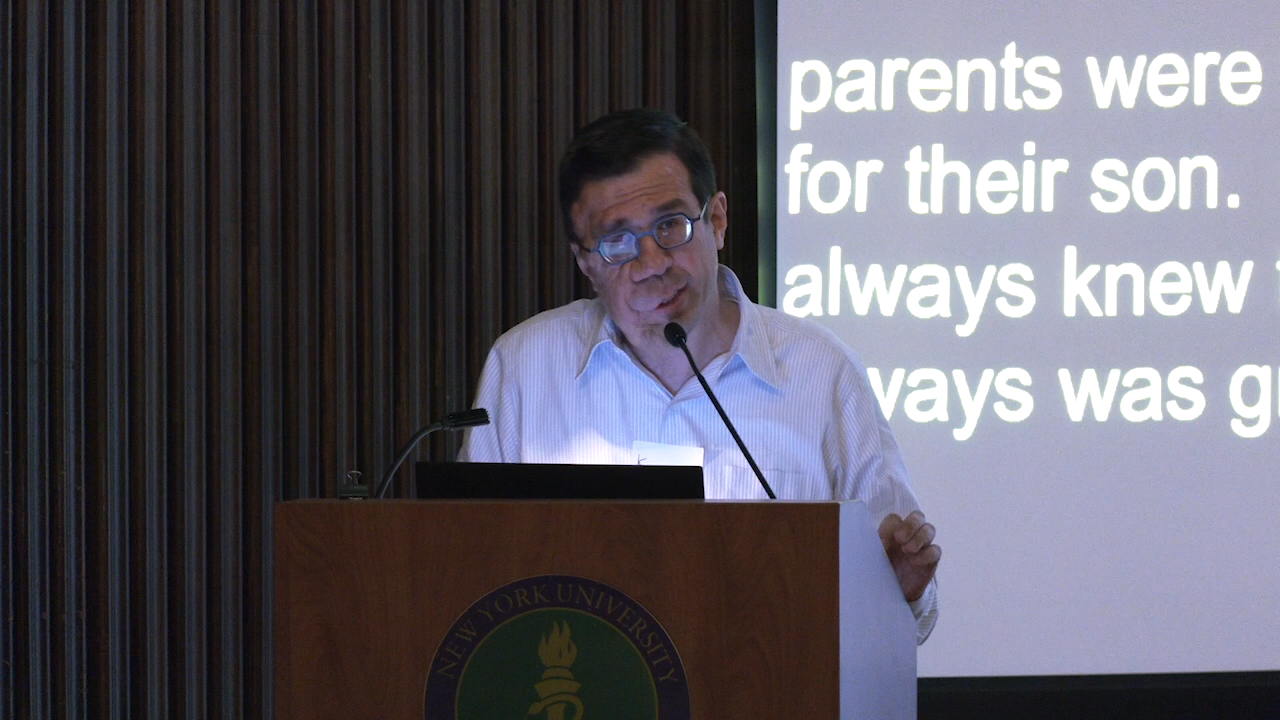 parents were
for their son.
always knew
ways was
NEW YORK UNIVERSITY